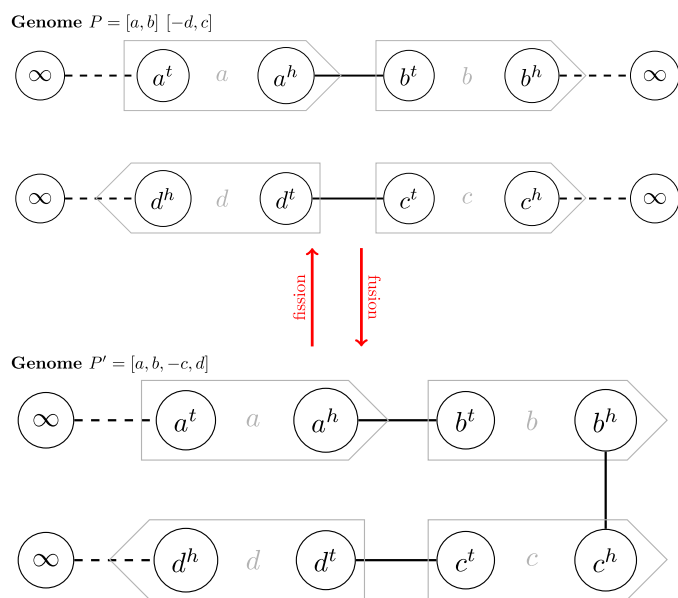 Genome P = [a, b] [−d, c]
∞ a^t a a^h b^t b b^h ∞
∞ d^h d d^t c^t c c^h ∞
fission fusion
Genome P′ = [a, b, −c, d]
∞ a^t a a^h b^t b b^h
∞ d^h d d^t c^t c c^h